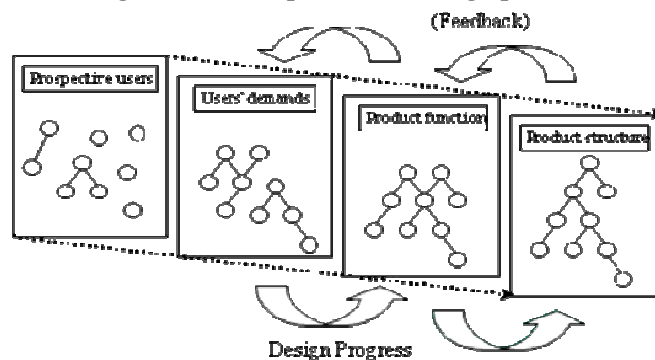 (Feedback)
Prospective users
Users' demands
Product function
Product structure
Design Progress